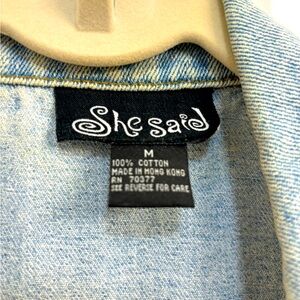 She said
M
100% COTTON
MADE IN HONG KONG
RN 70377
SEE REVERSE FOR CARE